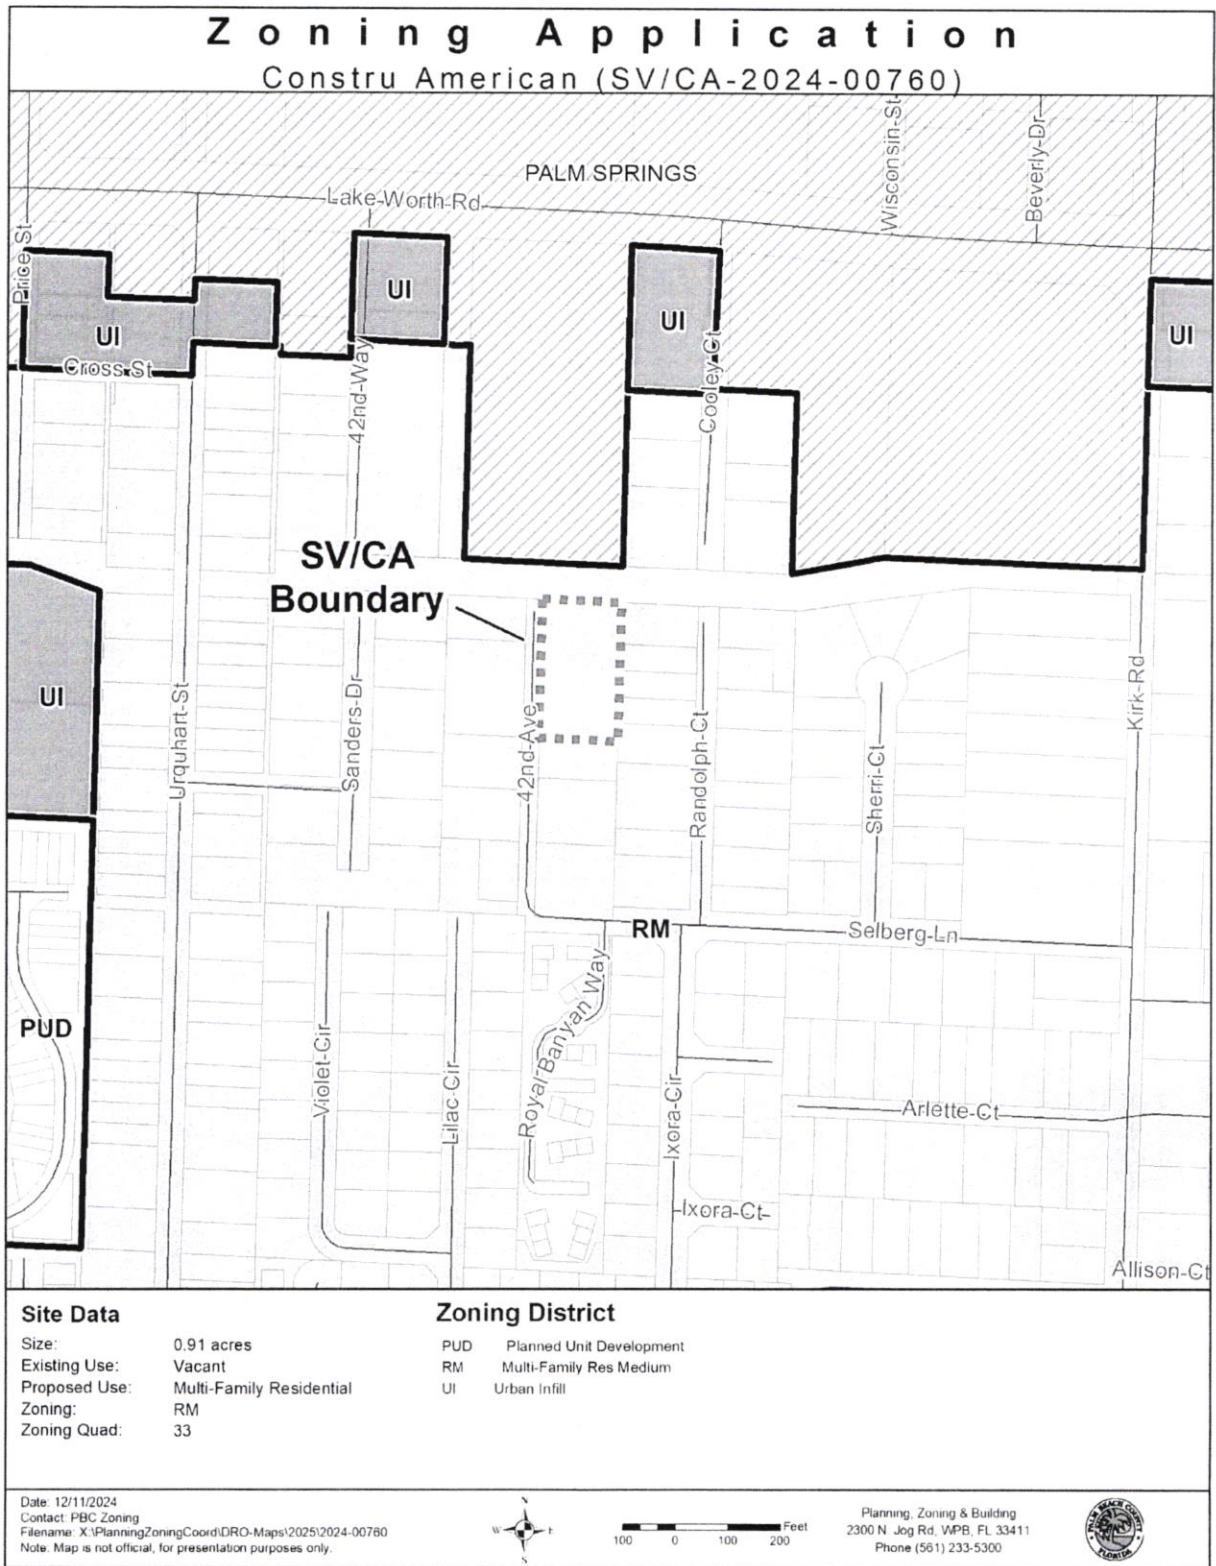 Zoning Application
Constru American (SV/CA-2024-00760)
PALM SPRINGS
Wisconsin-St
Beverly-Dr
Lake-Worth-Rd
Price-St
UI
UI
UI
UI
Cross-St
42nd-Way
Cooley-Ct
SV/CA
Boundary
UI
Urquhart-St
Sanders-Dr
42nd-Ave
Randolph-Ct
Sherri-Ct
Kirk-Rd
RM
Selberg-Ln
PUD
Violet-Cir
Lilac-Cir
Royal-Banyan Way
Ixora-Cir
Arlette-Ct
Ixora-Ct
Allison-Ct
Site Data
Size: 0.91 acres
Existing Use: Vacant
Proposed Use: Multi-Family Residential
Zoning: RM
Zoning Quad: 33
Zoning District
PUD Planned Unit Development
RM Multi-Family Res Medium
UI Urban Infill
Date: 12/11/2024
Contact: PBC Zoning
Filename: X:\PlanningZoningCoord\DRO-Maps\2025\2024-00760
Note: Map is not official, for presentation purposes only.
N
W E
S
Feet
100 0 100 200
Planning, Zoning & Building
2300 N. Jog Rd, WPB, FL 33411
Phone (561) 233-5300
PALM BEACH COUNTY
FLORIDA